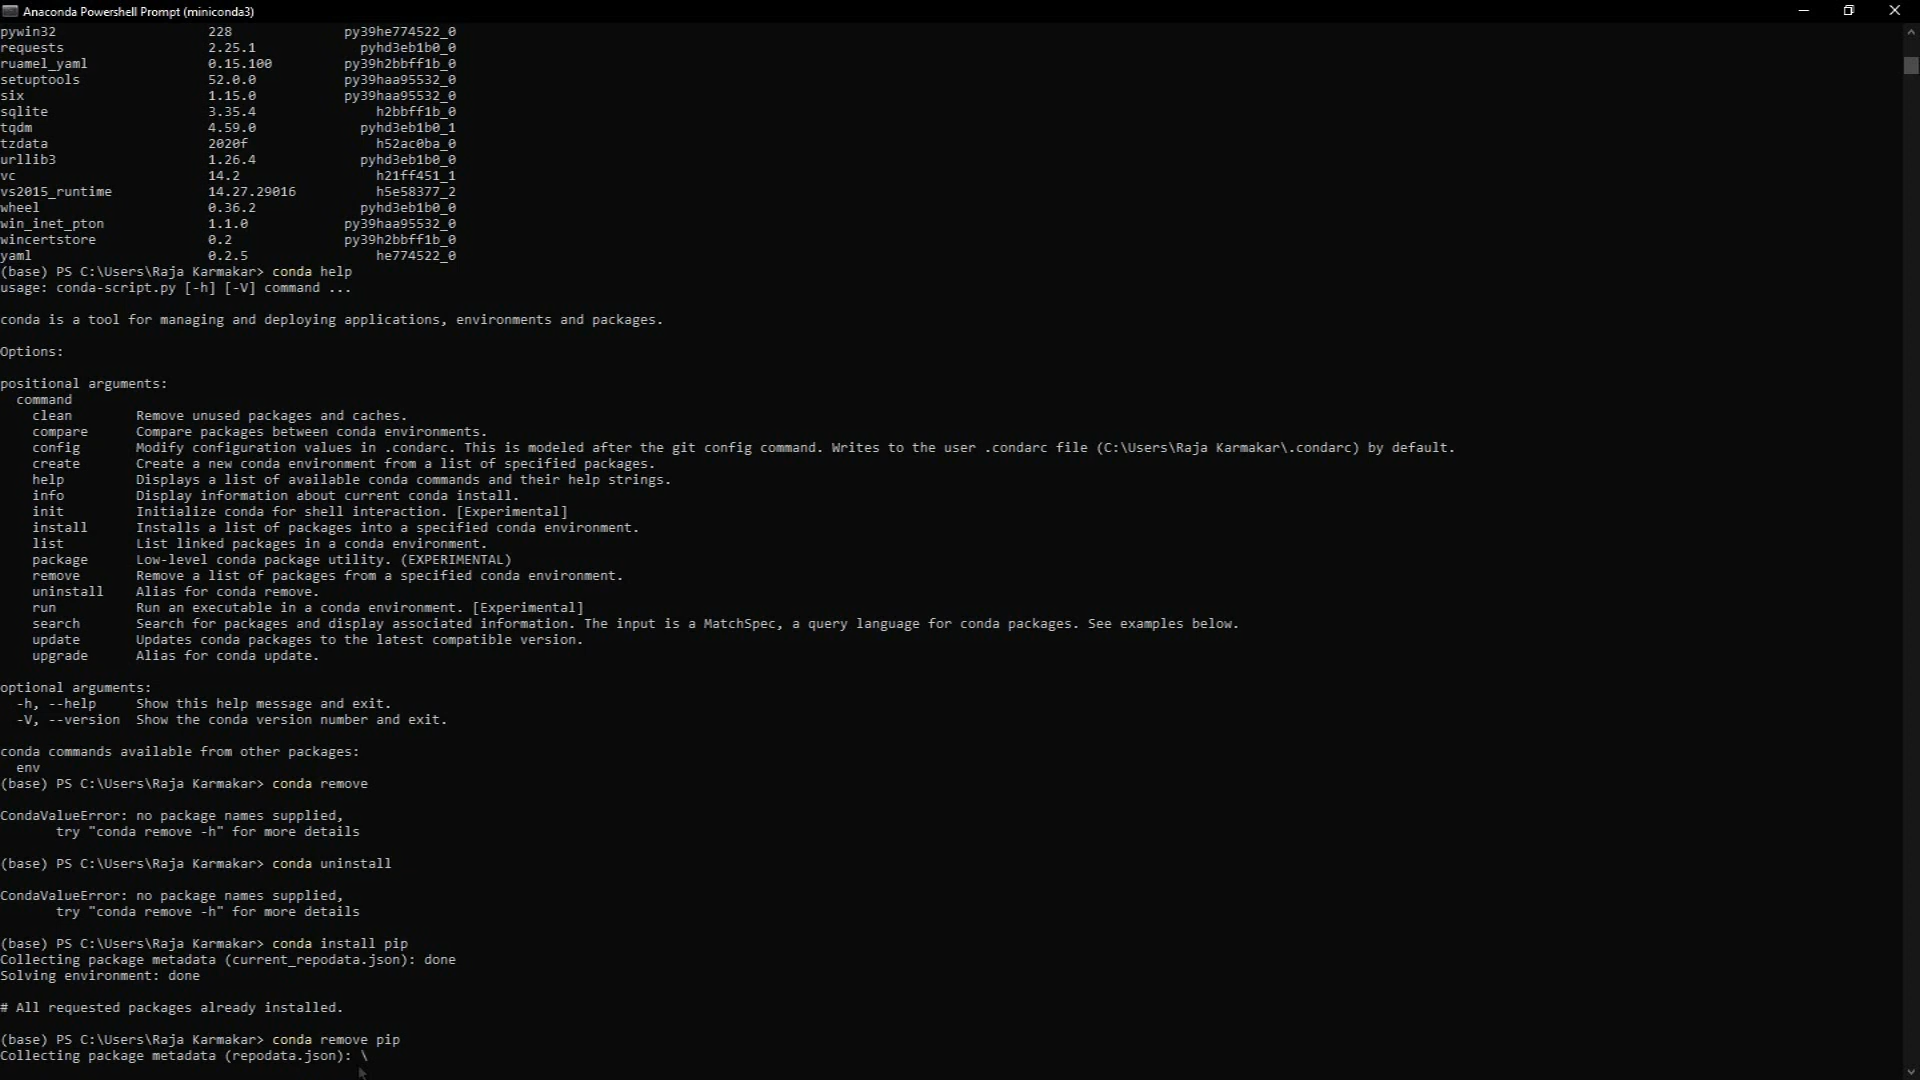 Anaconda Powershell Prompt (miniconda3)
pywin32 228 py39he774522_0
requests 2.25.1 pyhd3eb1b0_0
ruamel_yaml 0.15.100 py39h2bbff1b_0
setuptools 52.0.0 py39haa95532_0
six 1.15.0 py39haa95532_0
sqlite 3.35.4 h2bbff1b_0
tqdm 4.59.0 pyhd3eb1b0_1
tzdata 2020f h52ac0ba_0
urllib3 1.26.4 pyhd3eb1b0_0
vc 14.2 h21ff451_1
vs2015_runtime 14.27.29016 h5e58377_2
wheel 0.36.2 pyhd3eb1b0_0
win_inet_pton 1.1.0 py39haa95532_0
wincertstore 0.2 py39h2bbff1b_0
yaml 0.2.5 he774522_0
(base) PS C:\Users\Raja Karmakar> conda help
usage: conda-script.py [-h] [-V] command ...
conda is a tool for managing and deploying applications, environments and packages.
Options:
positional arguments:
command
clean Remove unused packages and caches.
compare Compare packages between conda environments.
config Modify configuration values in .condarc. This is modeled after the git config command. Writes to the user .condarc file (C:\Users\Raja Karmakar\.condarc) by default.
create Create a new conda environment from a list of specified packages.
help Displays a list of available conda commands and their help strings.
info Display information about current conda install.
init Initialize conda for shell interaction. [Experimental]
install Installs a list of packages into a specified conda environment.
list List linked packages in a conda environment.
package Low-level conda package utility. (EXPERIMENTAL)
remove Remove a list of packages from a specified conda environment.
uninstall Alias for conda remove.
run Run an executable in a conda environment. [Experimental]
search Search for packages and display associated information. The input is a MatchSpec, a query language for conda packages. See examples below.
update Updates conda packages to the latest compatible version.
upgrade Alias for conda update.
optional arguments:
-h, --help Show this help message and exit.
-V, --version Show the conda version number and exit.
conda commands available from other packages:
env
(base) PS C:\Users\Raja Karmakar> conda remove
CondaValueError: no package names supplied,
try "conda remove -h" for more details
(base) PS C:\Users\Raja Karmakar> conda uninstall
CondaValueError: no package names supplied,
try "conda remove -h" for more details
(base) PS C:\Users\Raja Karmakar> conda install pip
Collecting package metadata (current_repodata.json): done
Solving environment: done
# All requested packages already installed.
(base) PS C:\Users\Raja Karmakar> conda remove pip
Collecting package metadata (repodata.json): \